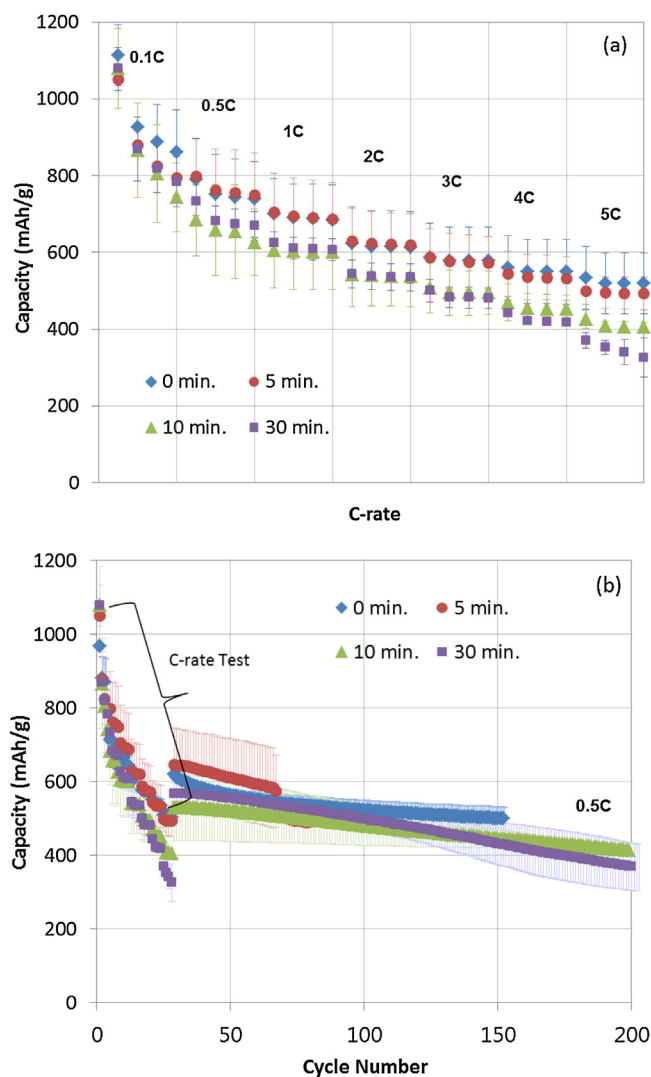 1200
(a)
0.1C
1000
0.5C
800
1C
2C
3C
4C
5C
600
400
0 min.
5 min.
200
10 min.
30 min.
0
Capacity (mAh/g)
C-rate
1200
(b)
0 min.
5 min.
1000
10 min.
30 min.
C-rate Test
800
600
0.5C
400
200
0
Capacity (mAh/g)
0
50
100
150
200
Cycle Number